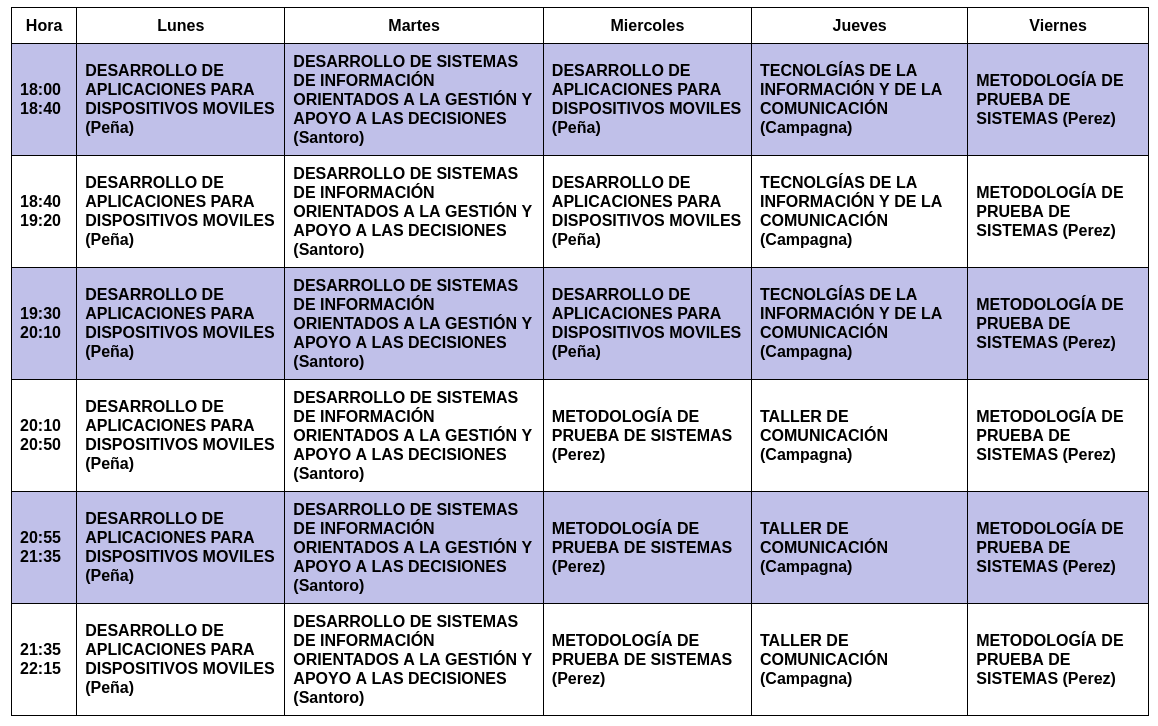 Hora Lunes Martes Miercoles Jueves Viernes
18:00
18:40
DESARROLLO DE
APLICACIONES PARA
DISPOSITIVOS MOVILES
(Peña)
DESARROLLO DE SISTEMAS
DE INFORMACIÓN
ORIENTADOS A LA GESTIÓN Y
APOYO A LAS DECISIONES
(Santoro)
DESARROLLO DE
APLICACIONES PARA
DISPOSITIVOS MOVILES
(Peña)
TECNOLGÍAS DE LA
INFORMACIÓN Y DE LA
COMUNICACIÓN
(Campagna)
METODOLOGÍA DE
PRUEBA DE
SISTEMAS (Perez)
18:40
19:20
DESARROLLO DE
APLICACIONES PARA
DISPOSITIVOS MOVILES
(Peña)
DESARROLLO DE SISTEMAS
DE INFORMACIÓN
ORIENTADOS A LA GESTIÓN Y
APOYO A LAS DECISIONES
(Santoro)
DESARROLLO DE
APLICACIONES PARA
DISPOSITIVOS MOVILES
(Peña)
TECNOLGÍAS DE LA
INFORMACIÓN Y DE LA
COMUNICACIÓN
(Campagna)
METODOLOGÍA DE
PRUEBA DE
SISTEMAS (Perez)
19:30
20:10
DESARROLLO DE
APLICACIONES PARA
DISPOSITIVOS MOVILES
(Peña)
DESARROLLO DE SISTEMAS
DE INFORMACIÓN
ORIENTADOS A LA GESTIÓN Y
APOYO A LAS DECISIONES
(Santoro)
DESARROLLO DE
APLICACIONES PARA
DISPOSITIVOS MOVILES
(Peña)
TECNOLGÍAS DE LA
INFORMACIÓN Y DE LA
COMUNICACIÓN
(Campagna)
METODOLOGÍA DE
PRUEBA DE
SISTEMAS (Perez)
20:10
20:50
DESARROLLO DE
APLICACIONES PARA
DISPOSITIVOS MOVILES
(Peña)
DESARROLLO DE SISTEMAS
DE INFORMACIÓN
ORIENTADOS A LA GESTIÓN Y
APOYO A LAS DECISIONES
(Santoro)
METODOLOGÍA DE
PRUEBA DE SISTEMAS
(Perez)
TALLER DE
COMUNICACIÓN
(Campagna)
METODOLOGÍA DE
PRUEBA DE
SISTEMAS (Perez)
20:55
21:35
DESARROLLO DE
APLICACIONES PARA
DISPOSITIVOS MOVILES
(Peña)
DESARROLLO DE SISTEMAS
DE INFORMACIÓN
ORIENTADOS A LA GESTIÓN Y
APOYO A LAS DECISIONES
(Santoro)
METODOLOGÍA DE
PRUEBA DE SISTEMAS
(Perez)
TALLER DE
COMUNICACIÓN
(Campagna)
METODOLOGÍA DE
PRUEBA DE
SISTEMAS (Perez)
21:35
22:15
DESARROLLO DE
APLICACIONES PARA
DISPOSITIVOS MOVILES
(Peña)
DESARROLLO DE SISTEMAS
DE INFORMACIÓN
ORIENTADOS A LA GESTIÓN Y
APOYO A LAS DECISIONES
(Santoro)
METODOLOGÍA DE
PRUEBA DE SISTEMAS
(Perez)
TALLER DE
COMUNICACIÓN
(Campagna)
METODOLOGÍA DE
PRUEBA DE
SISTEMAS (Perez)